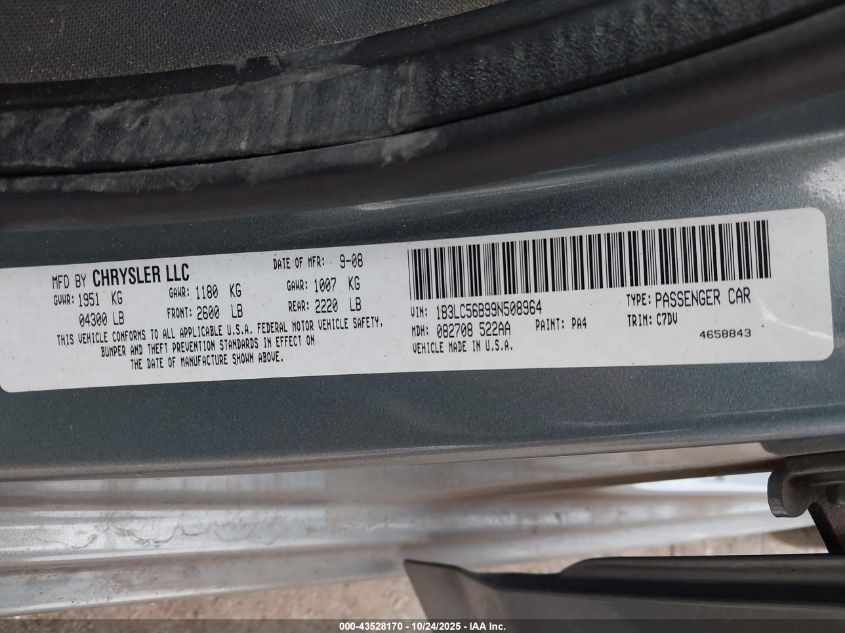 MFD BY CHRYSLER LLC
DATE OF MFR: 9-08
GVWR: 1951 KG
GAWR: 1180 KG
GAWR: 1007 KG
04300 LB
FRONT: 2600 LB
REAR: 2220 LB
THIS VEHICLE CONFORMS TO ALL APPLICABLE U.S.A. FEDERAL MOTOR VEHICLE SAFETY,
BUMPER AND THEFT PREVENTION STANDARDS IN EFFECT ON
THE DATE OF MANUFACTURE SHOWN ABOVE.
VIN: 1B3LC56B99N508964
TYPE: PASSENGER CAR
MDH: 082708 522AA
PAINT: PA4
TRIM: C7DV
VEHICLE MADE IN U.S.A.
4658843
000-43528170 - 10/24/2025 - IAA Inc.